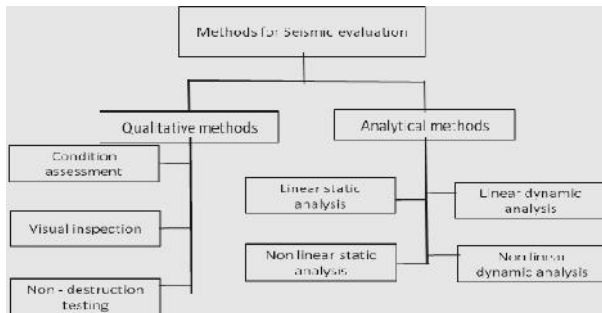 Methods for Seismic evaluation
Qualitative methods
Analytical methods
Condition
assessment
Visual inspection
Non - destruction
testing
Linear static
analysis
Linear dynamic
analysis
Non linear static
analysis
Non linear
dynamic analysis